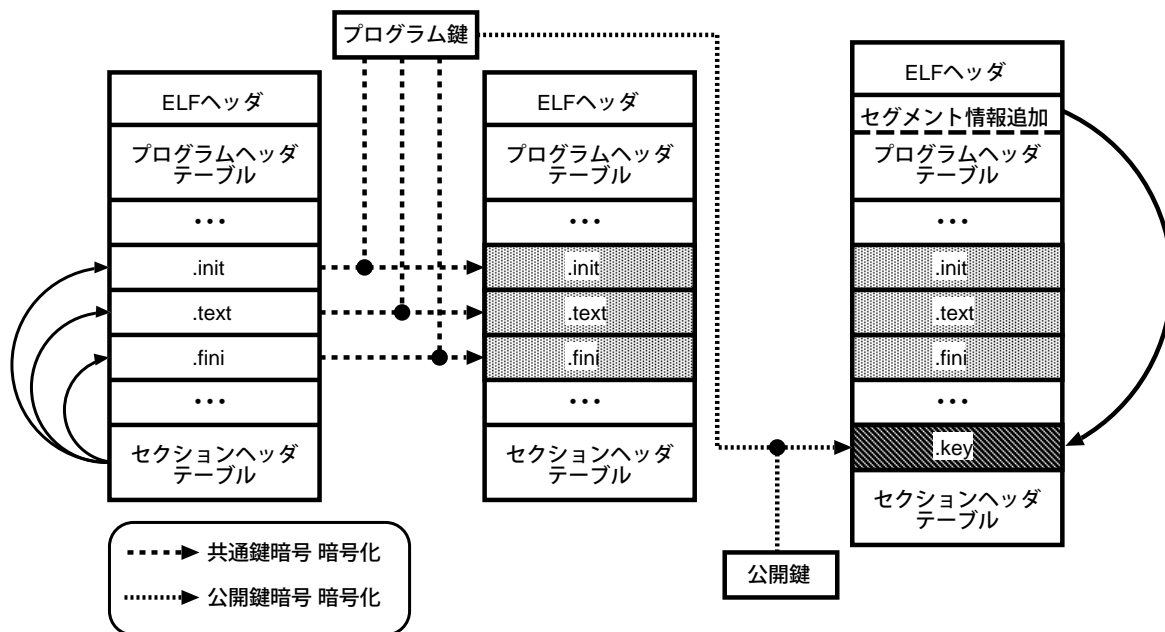 プログラム鍵
ELFヘッダ
プログラムヘッダ
テーブル
...
.init
.text
.fini
...
セクションヘッダ
テーブル
ELFヘッダ
プログラムヘッダ
テーブル
...
.init
.text
.fini
...
セクションヘッダ
テーブル
ELFヘッダ
セグメント情報追加
プログラムヘッダ
テーブル
...
.init
.text
.fini
...
.key
セクションヘッダ
テーブル
公開鍵
共通鍵暗号 暗号化
公開鍵暗号 暗号化